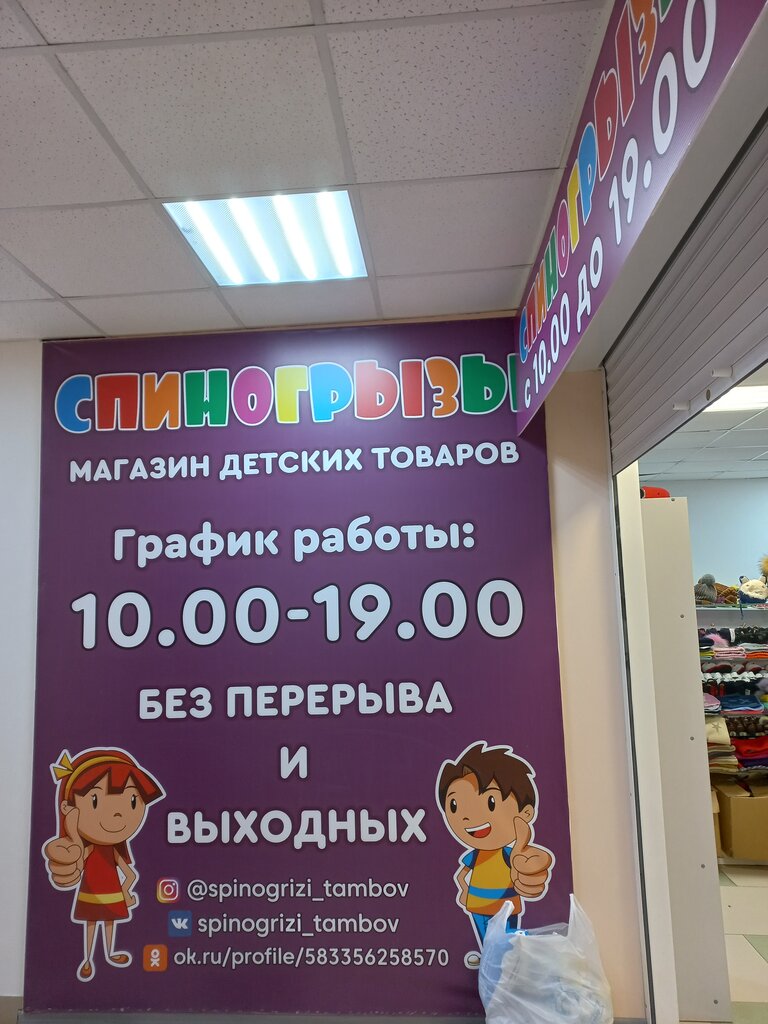 СПИНОГРЫЗЫ
МАГАЗИН ДЕТСКИХ ТОВАРОВ
График работы:
10.00-19.00
БЕЗ ПЕРЕРЫВА
И
ВЫХОДНЫХ
@spinogrizi_tambov
spinogrizi_tambov
ok.ru/profile/583356258570
СПИНОГРЫЗ
с 10.00 ДО 19.00